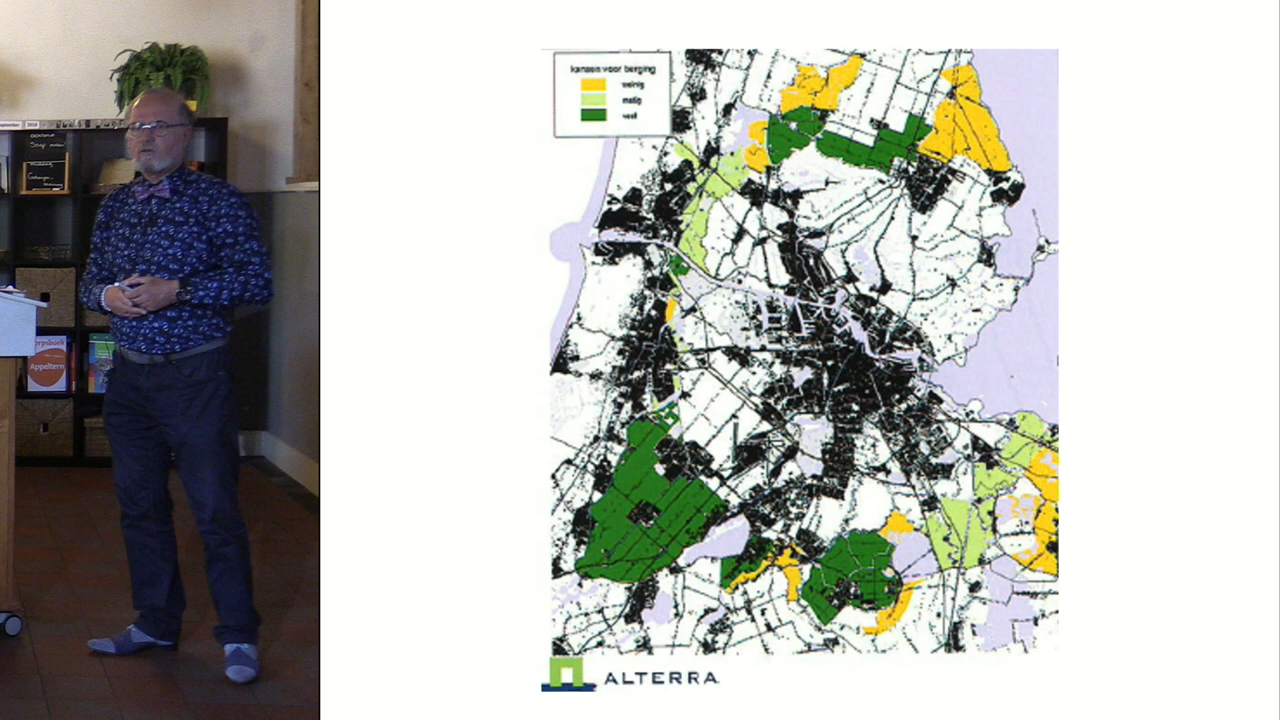 kansen voor berging
weinig
matig
veel
ALTERRA
Appeltern